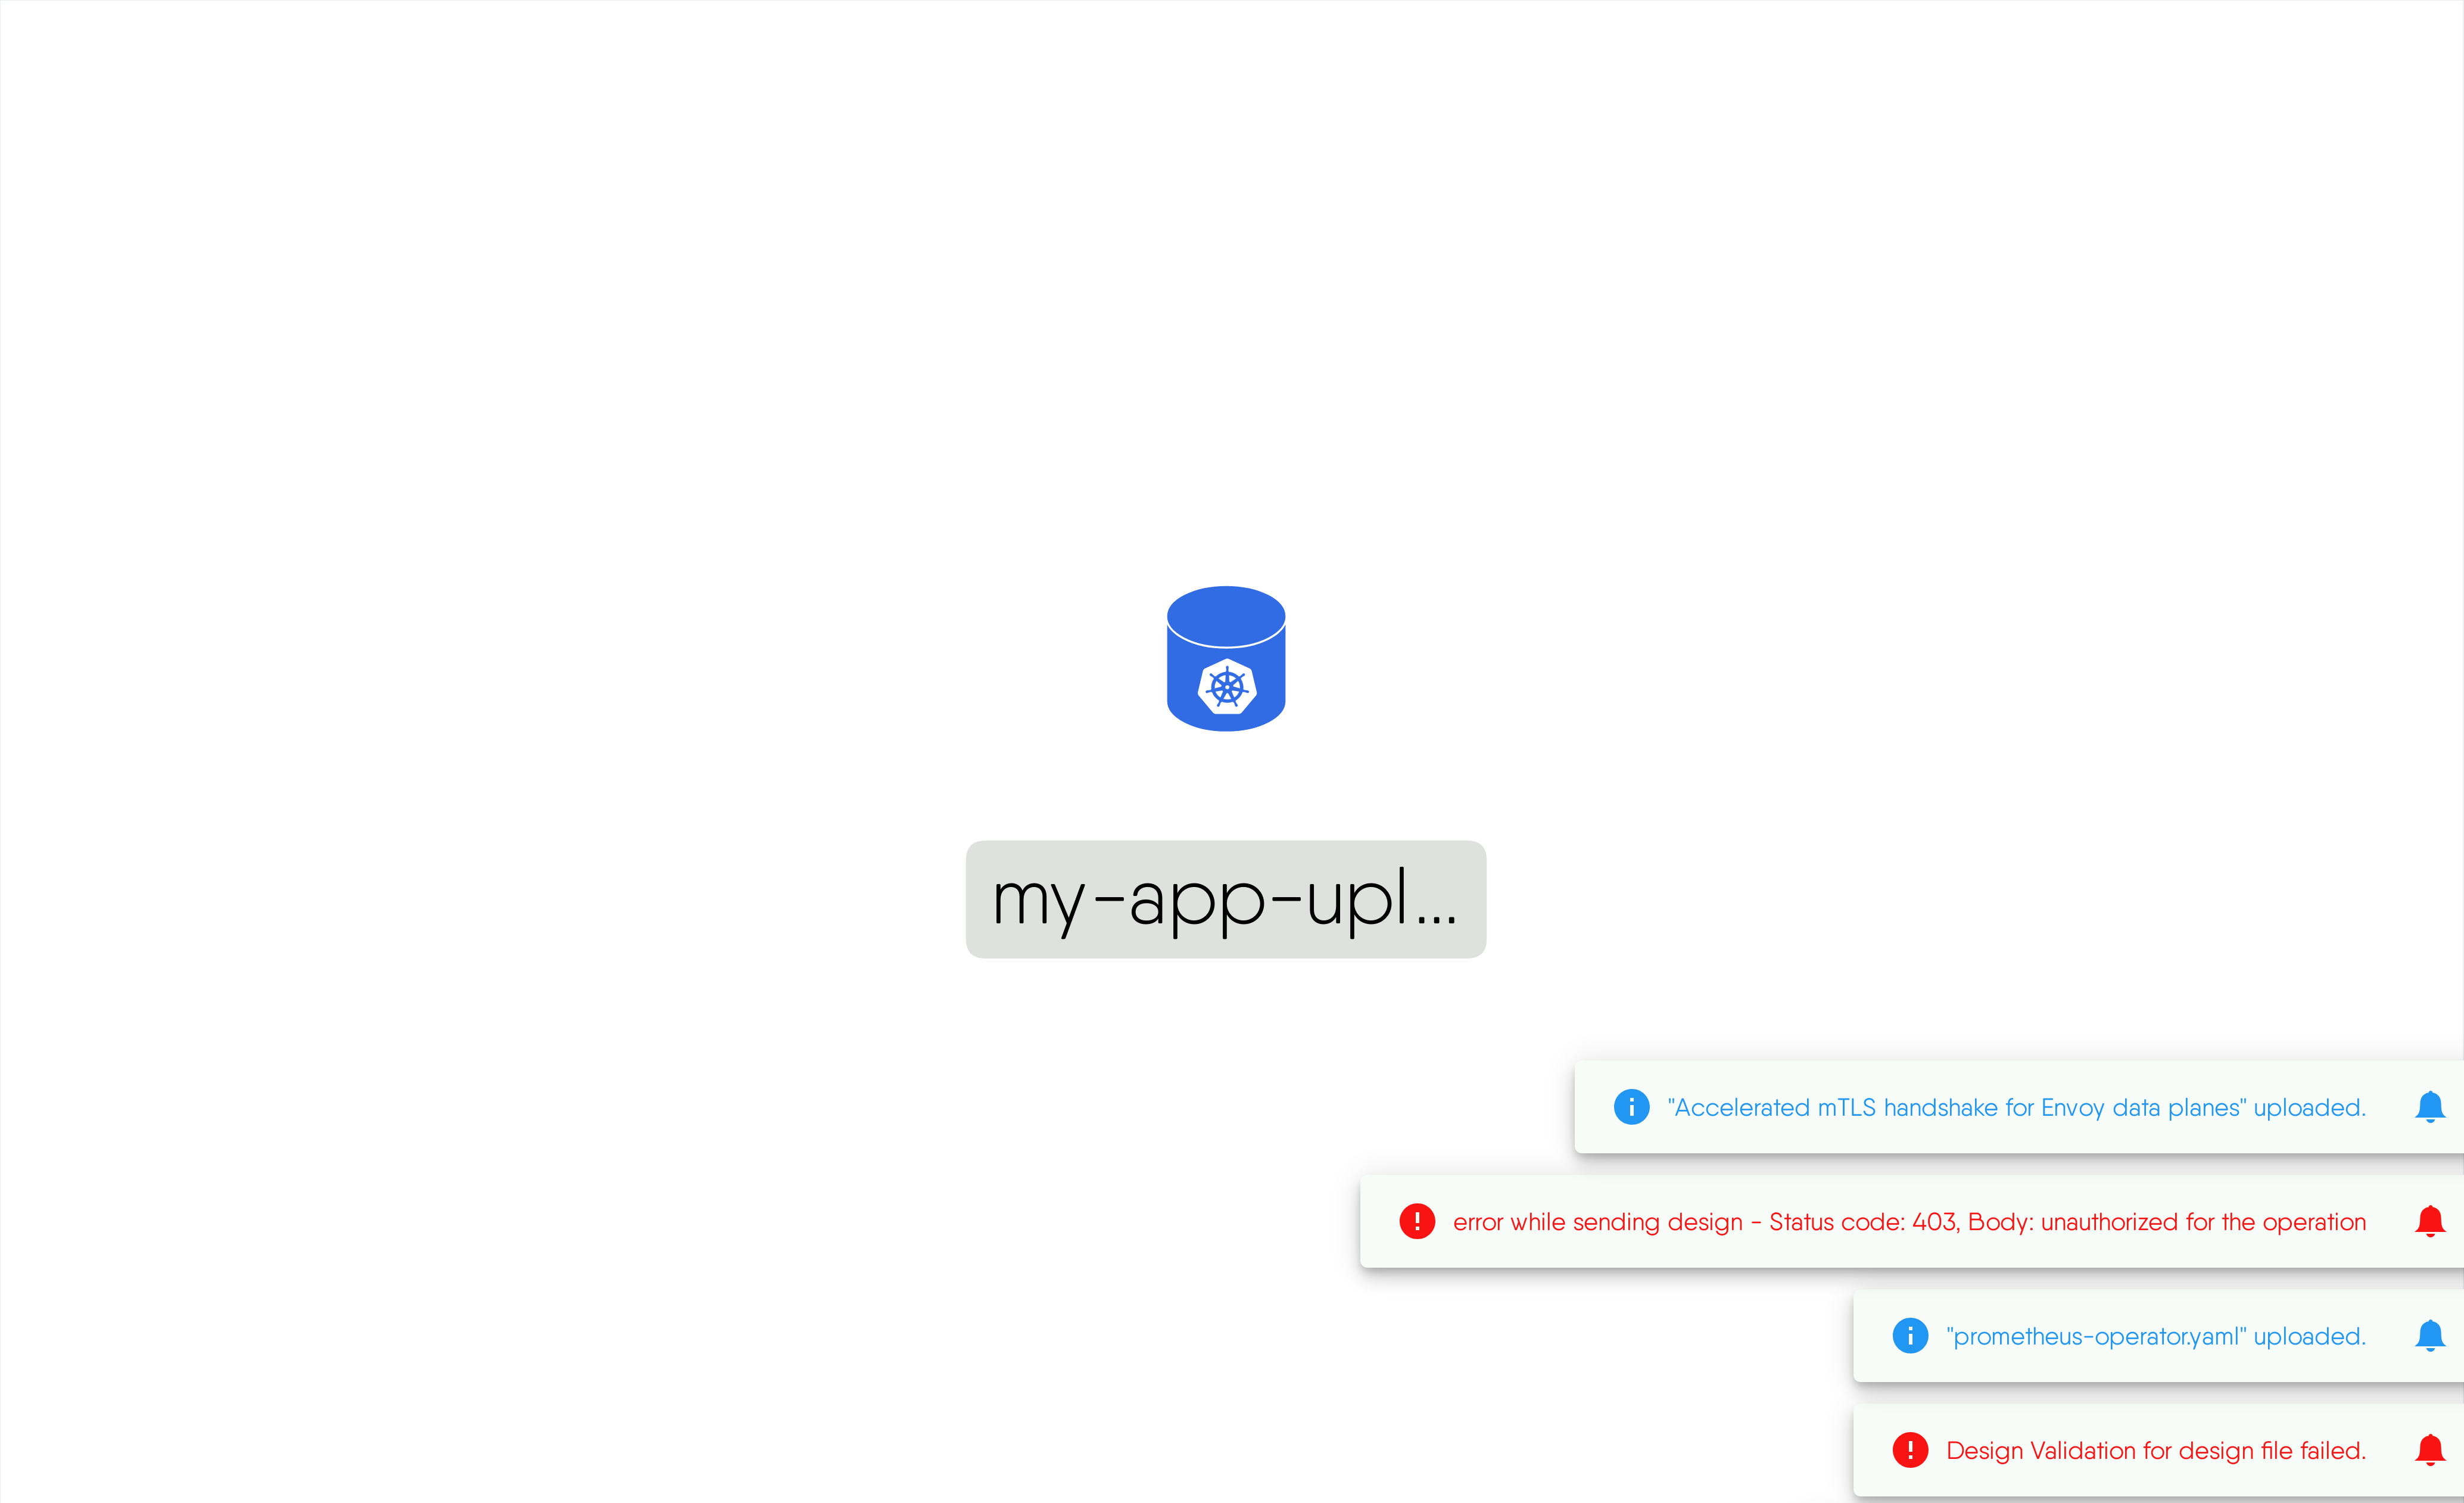 my-app-upl...
"Accelerated mTLS handshake for Envoy data planes" uploaded.
error while sending design - Status code: 403, Body: unauthorized for the operation
"prometheus-operator.yaml" uploaded.
Design Validation for design file failed.